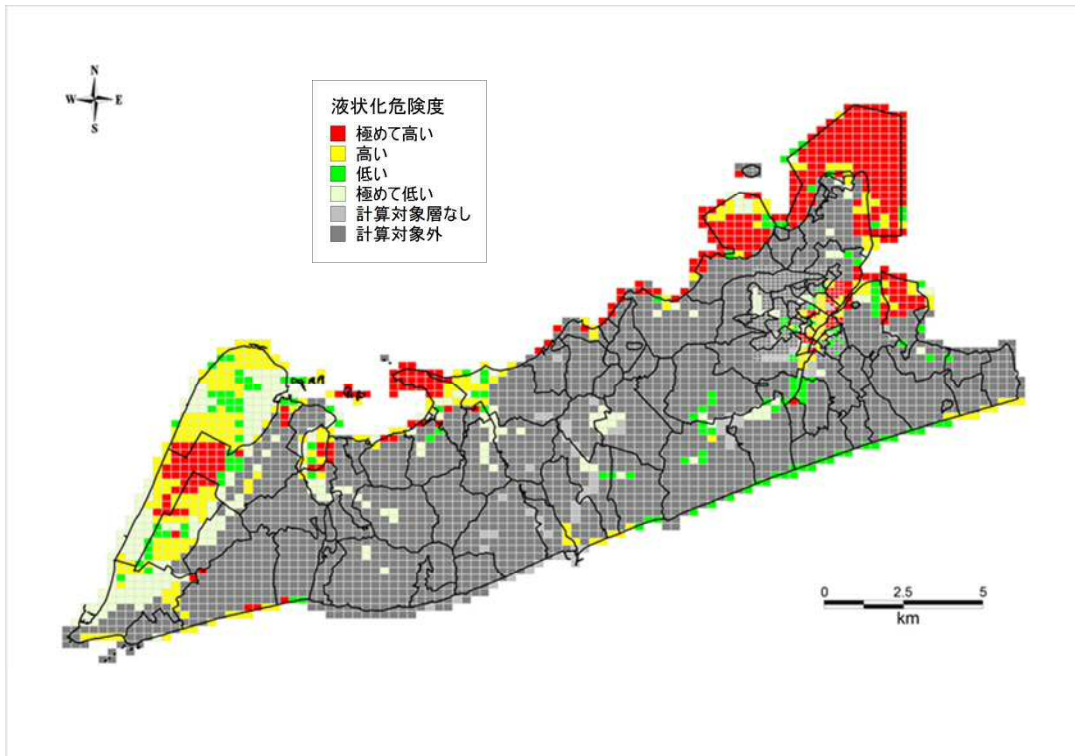 N
W E
S
液状化危険度
極めて高い
高い
低い
極めて低い
計算対象層なし
計算対象外
0 2.5 5
km